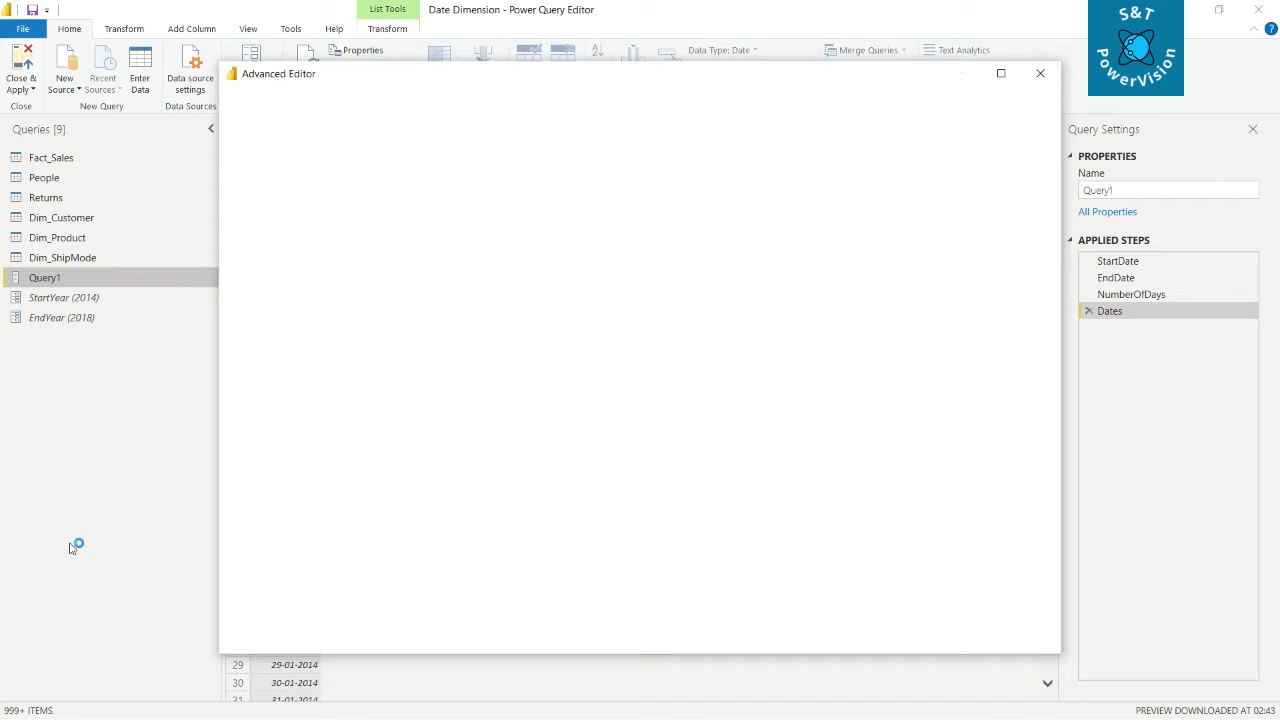 List Tools
Date Dimension - Power Query Editor
File
Home
Transform
Add Column
View
Tools
Help
Transform
S&T
PowerVision
Close &
Apply
New
Source
Recent
Sources
Enter
Data
Data source
settings
Properties
Data Type: Date
Merge Queries
Text Analytics
Close
New Query
Data Sources
Advanced Editor
Queries [9]
Fact_Sales
People
Returns
Dim_Customer
Dim_Product
Dim_ShipMode
Query1
StartYear (2014)
EndYear (2018)
Query Settings
PROPERTIES
Name
Query1
All Properties
APPLIED STEPS
StartDate
EndDate
NumberOfDays
Dates
29 29-01-2014
30 30-01-2014
31 31-01-2014
999+ ITEMS
PREVIEW DOWNLOADED AT 02:43